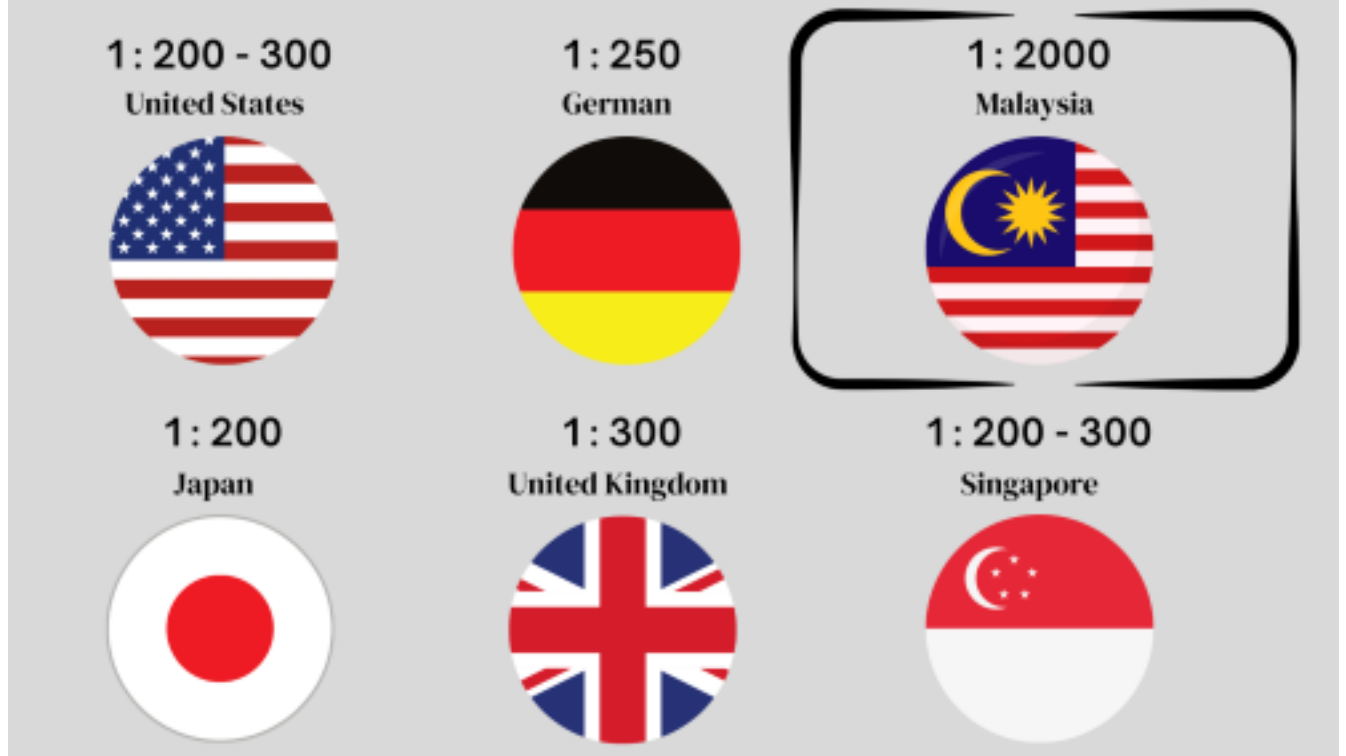 1 : 200 - 300
United States
1 : 250
German
1 : 2000
Malaysia
1 : 200
Japan
1 : 300
United Kingdom
1 : 200 - 300
Singapore